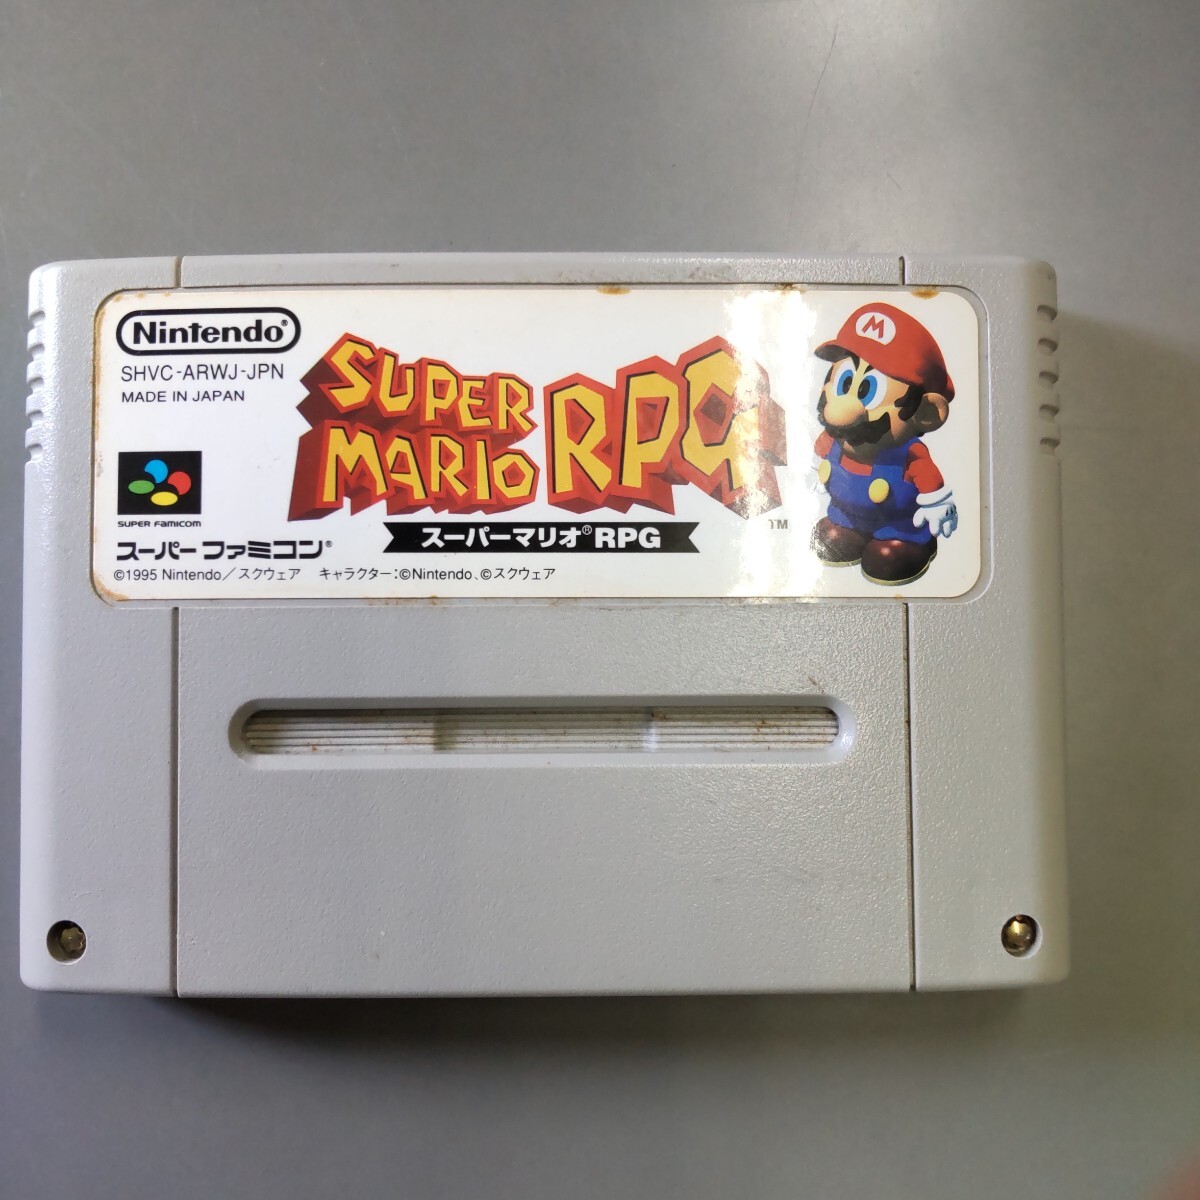 Nintendo®
SHVC-ARWJ-JPN
MADE IN JAPAN
SUPER FAMICOM
スーパーファミコン®
SUPER
MARIO RPG
TM
スーパーマリオ®RPG
©1995 Nintendo/スクウェア キャラクター:©Nintendo、©スクウェア
M